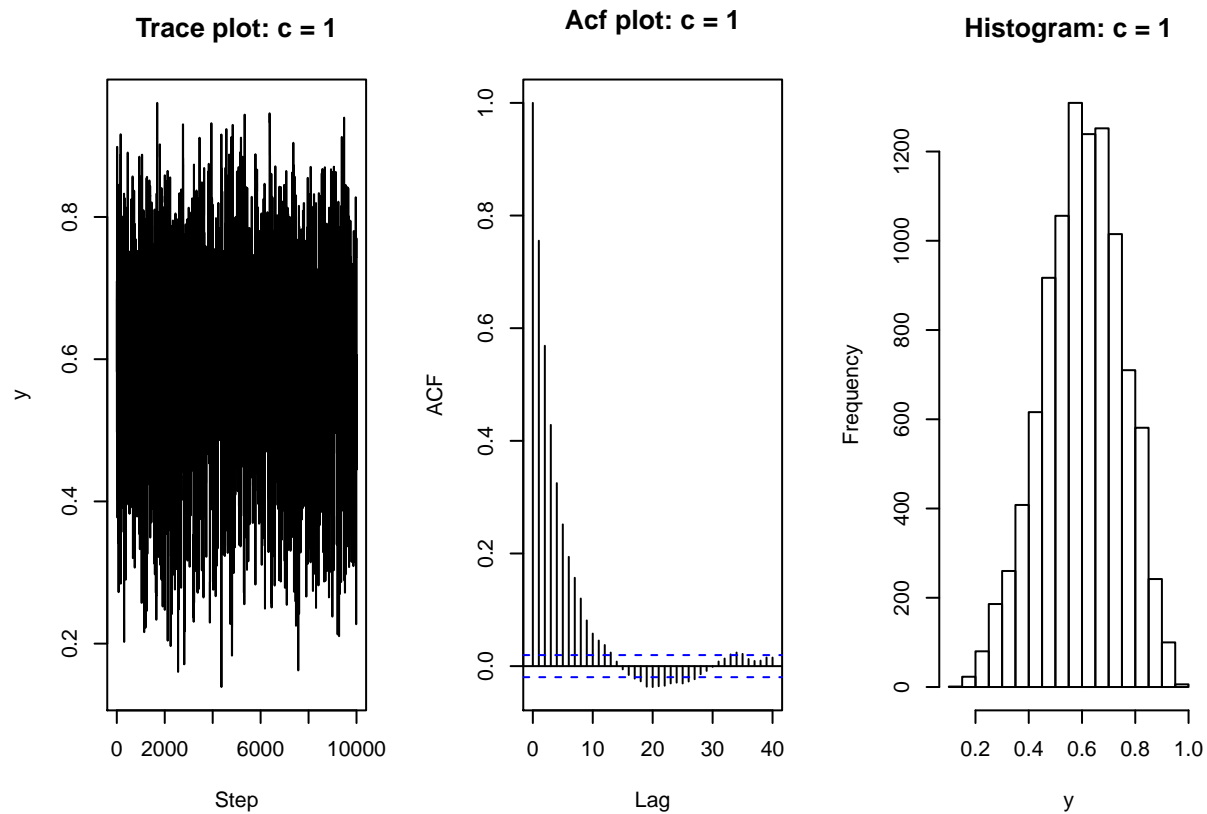 Trace plot: c = 1
y
0.2 0.4 0.6 0.8
0 2000 6000 10000
Step
Acf plot: c = 1
ACF
0.0 0.2 0.4 0.6 0.8 1.0
0 10 20 30 40
Lag
Histogram: c = 1
Frequency
0 200 400 600 800 1000 1200
0.2 0.4 0.6 0.8 1.0
y